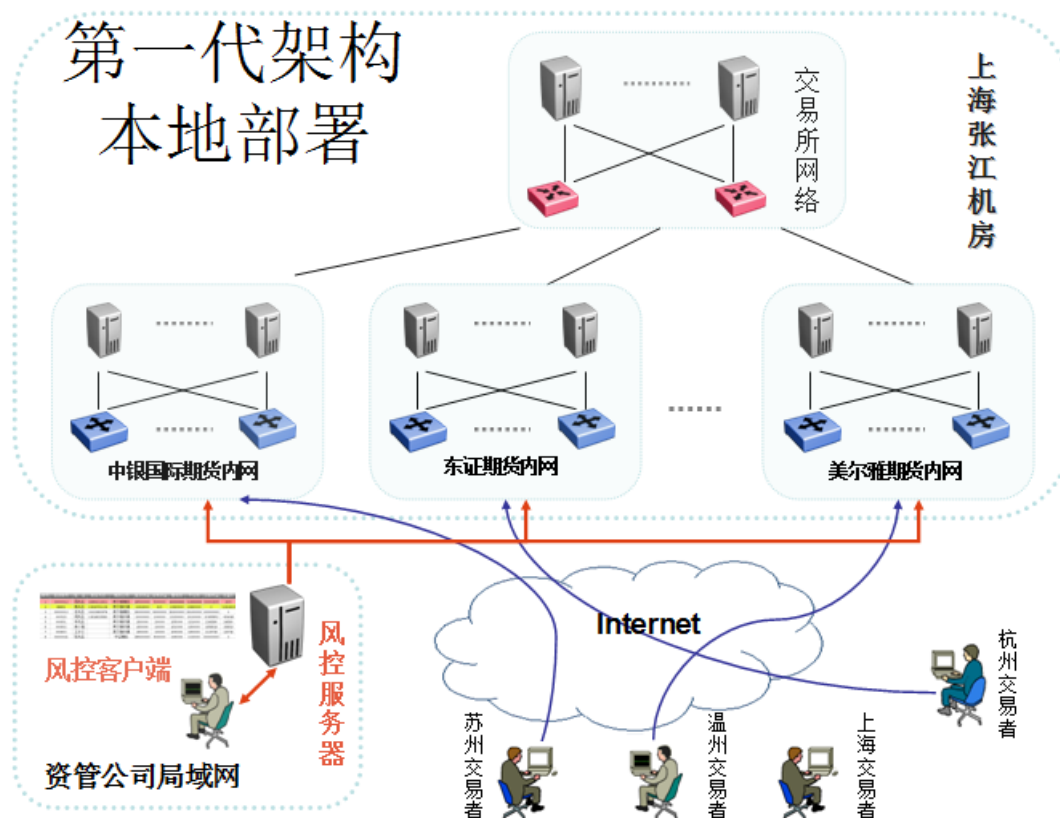 第一代架构
本地部署
交易所网络
上海张江机房
中银国际期货内网
东证期货内网
美尔雅期货内网
Internet
风控客户端
风控服务器
资管公司局域网
苏州交易者
温州交易者
上海交易者
杭州交易者